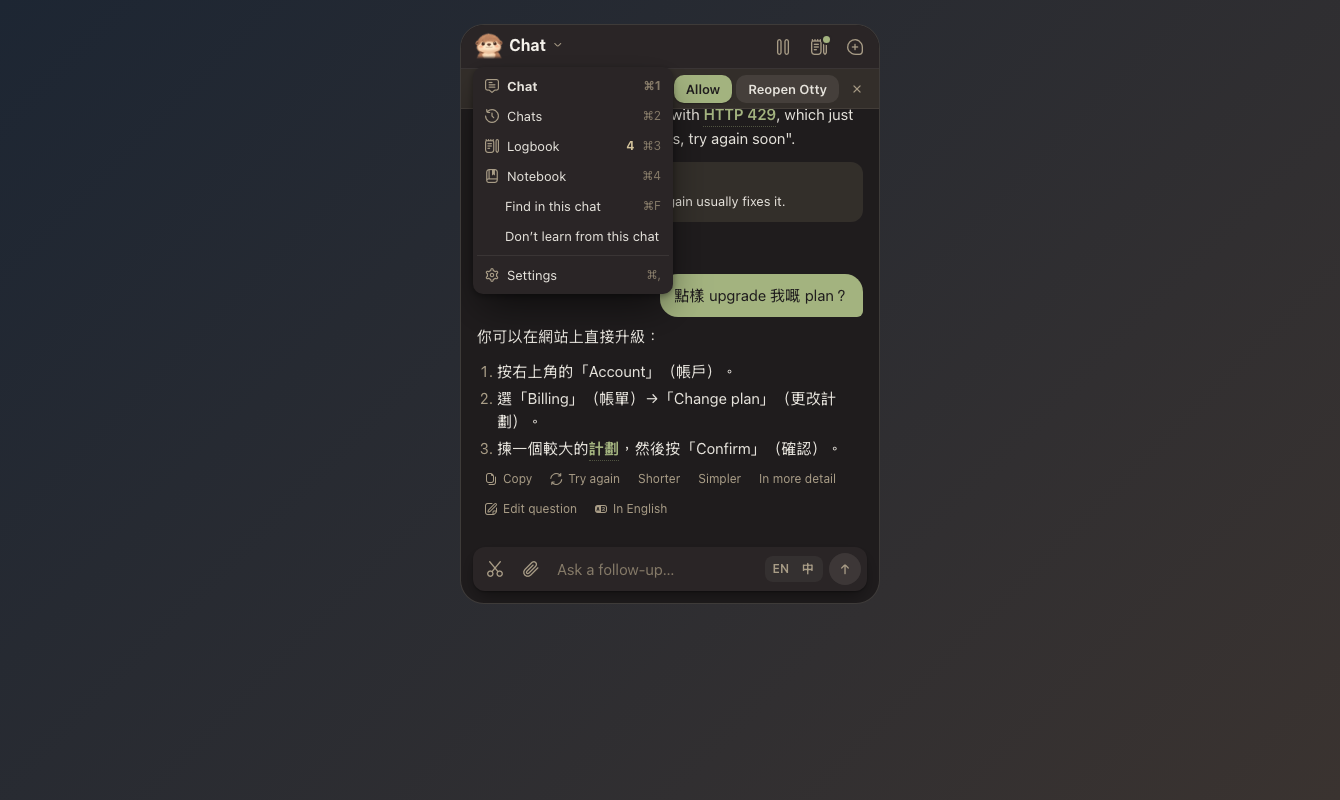 Chat
Allow
Reopen Otty
Chat ⌘1
Chats ⌘2
Logbook 4 ⌘3
Notebook ⌘4
Find in this chat ⌘F
Don’t learn from this chat
Settings ⌘,
with HTTP 429, which just
s, try again soon".
gain usually fixes it.
點樣 upgrade 我嘅 plan？
你可以在網站上直接升級：
1. 按右上角的「Account」（帳戶）。
2. 選「Billing」（帳單）→「Change plan」（更改計
劃）。
3. 揀一個較大的計劃，然後按「Confirm」（確認）。
Copy Try again Shorter Simpler In more detail
Edit question In English
Ask a follow-up...
EN 中